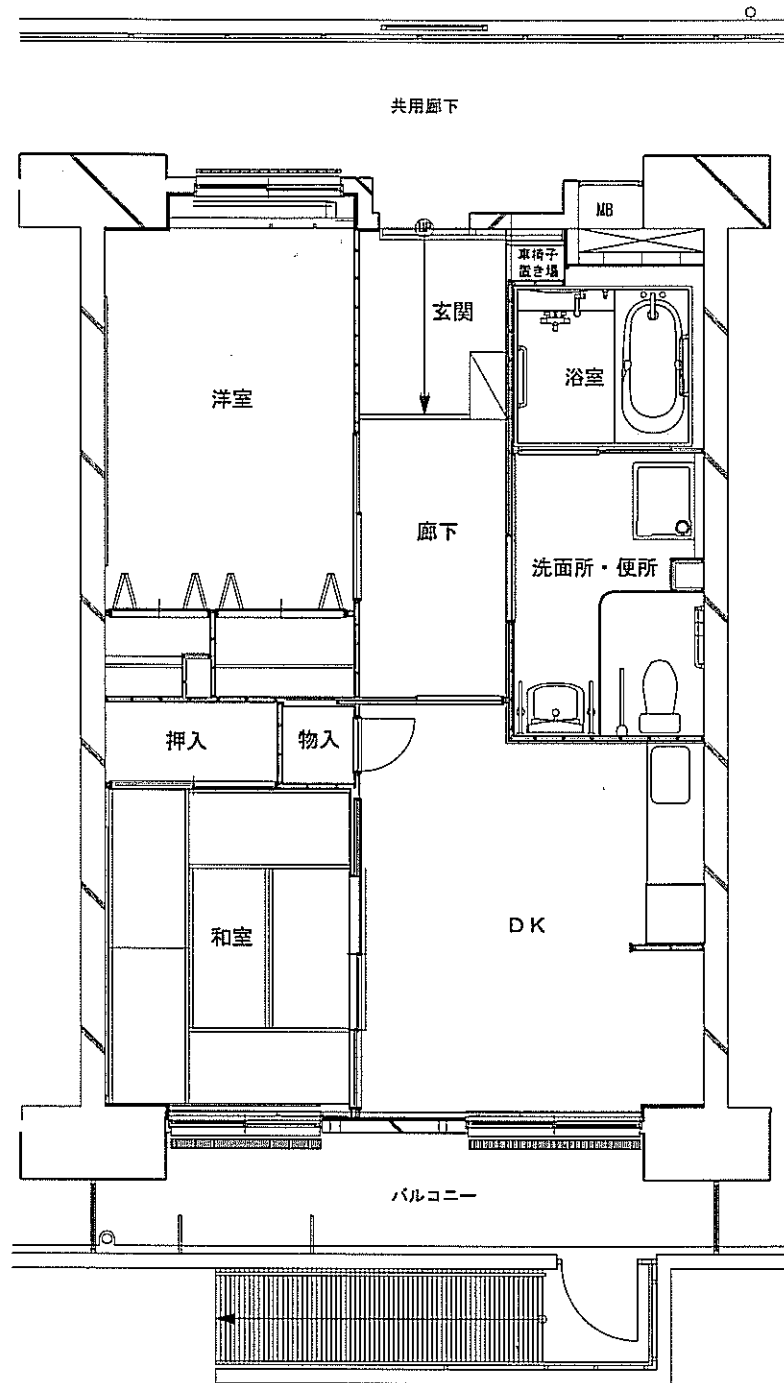 共用廊下
MB
車椅子
置き場
玄関
浴室
洋室
廊下
洗面所・便所
押入
物入
和室
DK
バルコニー